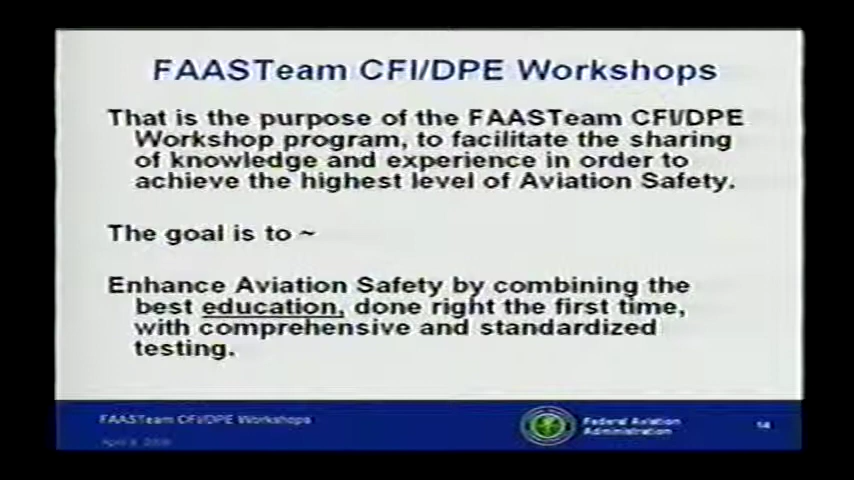 FAASTeam CFI/DPE Workshops
That is the purpose of the FAASTeam CFI/DPE
Workshop program, to facilitate the sharing
of knowledge and experience in order to
achieve the highest level of Aviation Safety.
The goal is to ~
Enhance Aviation Safety by combining the
best education, done right the first time,
with comprehensive and standardized
testing.
FAASTeam CFI/DPE Workshops
Federal Aviation
Administration
14